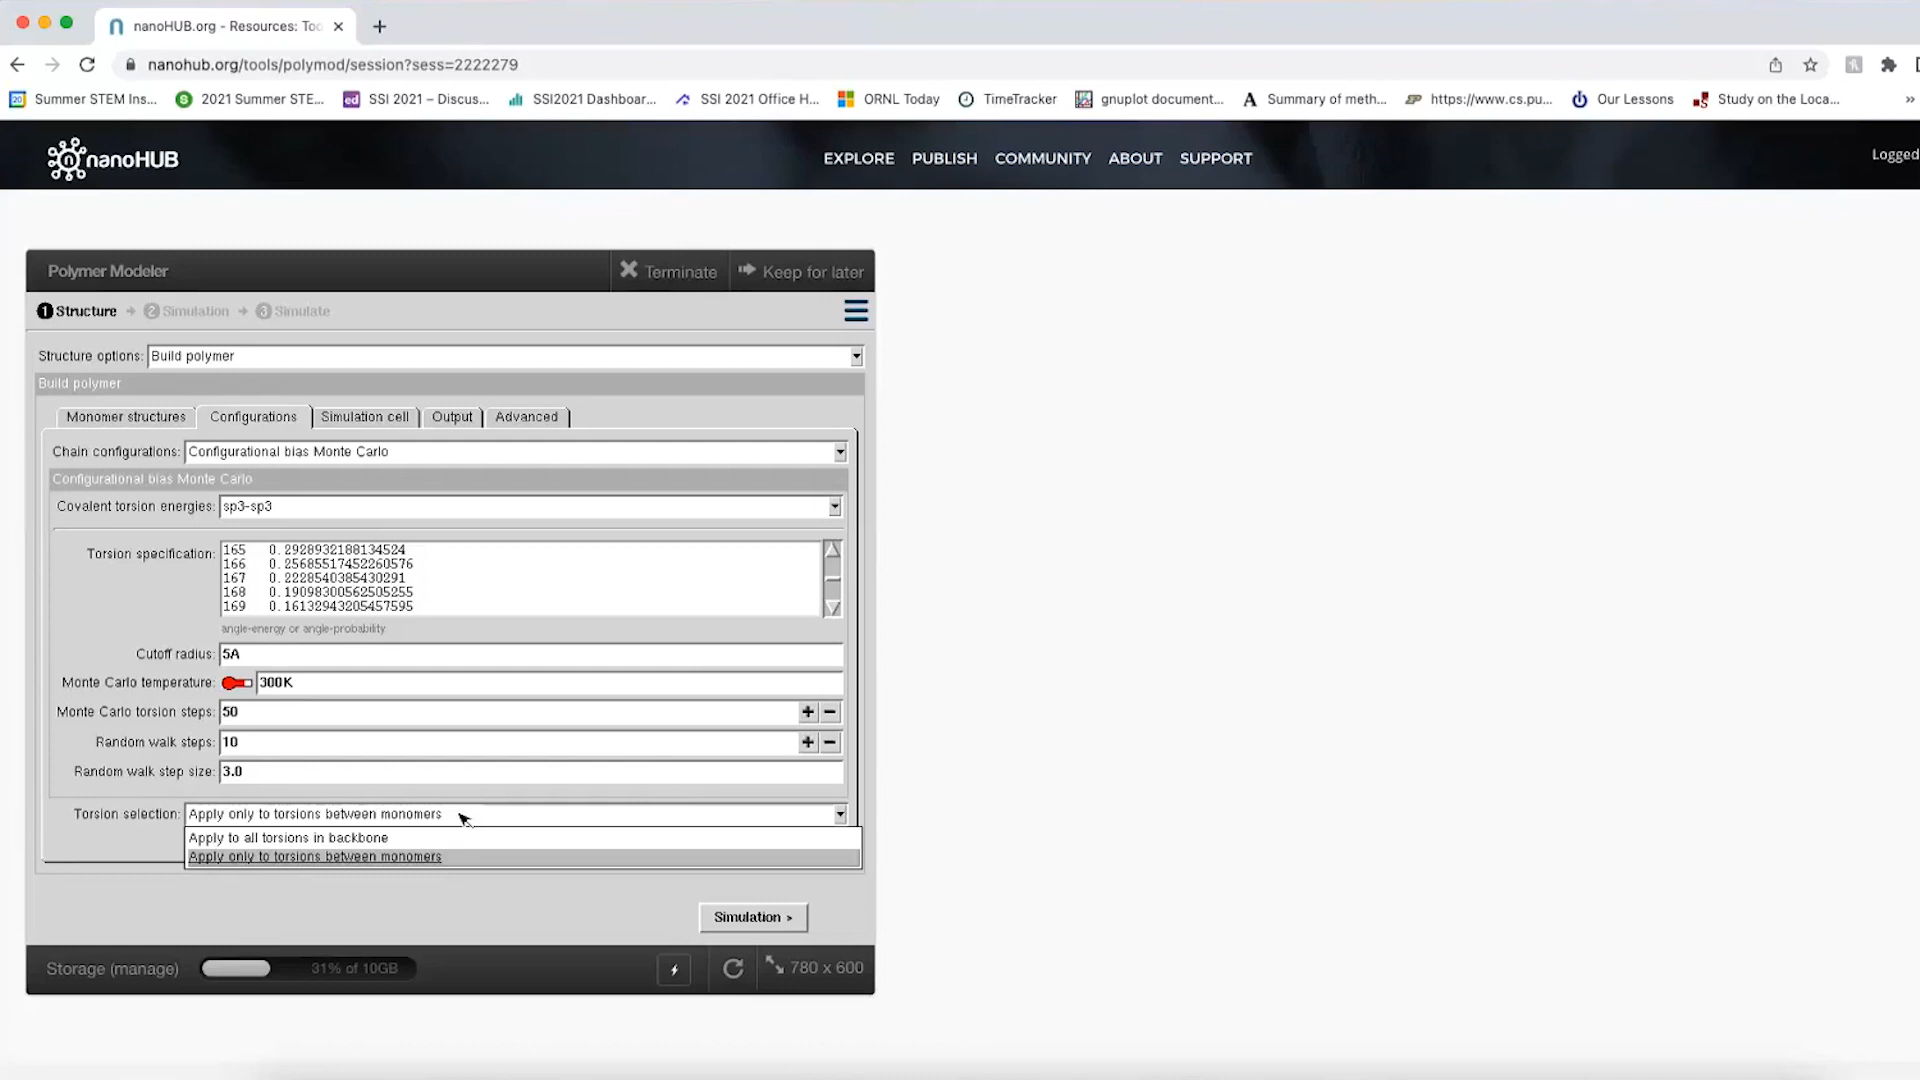 nanoHUB.org - Resources: Too
nanohub.org/tools/polymod/session?sess=2222279
Summer STEM Ins... 2021 Summer STE... SSI 2021 – Discus... SSI2021 Dashboar... SSI 2021 Office H... ORNL Today TimeTracker gnuplot document... Summary of meth... https://www.cs.pu... Our Lessons Study on the Loca... »
nanoHUB EXPLORE PUBLISH COMMUNITY ABOUT SUPPORT Logged
Polymer Modeler Terminate Keep for later
1 Structure 2 Simulation 3 Simulate
Structure options: Build polymer
Build polymer
Monomer structures Configurations Simulation cell Output Advanced
Chain configurations: Configurational bias Monte Carlo
Configurational bias Monte Carlo
Covalent torsion energies: sp3-sp3
Torsion specification:
165 0.2928932188134524
166 0.25685517452260576
167 0.2228540385430291
168 0.19098300562505255
169 0.16132943205457595
angle-energy or angle-probability
Cutoff radius: 5A
Monte Carlo temperature: 300K
Monte Carlo torsion steps: 50
Random walk steps: 10
Random walk step size: 3.0
Torsion selection: Apply only to torsions between monomers
Apply to all torsions in backbone
Apply only to torsions between monomers
Simulation >
Storage (manage) 31% of 10GB 780 x 600